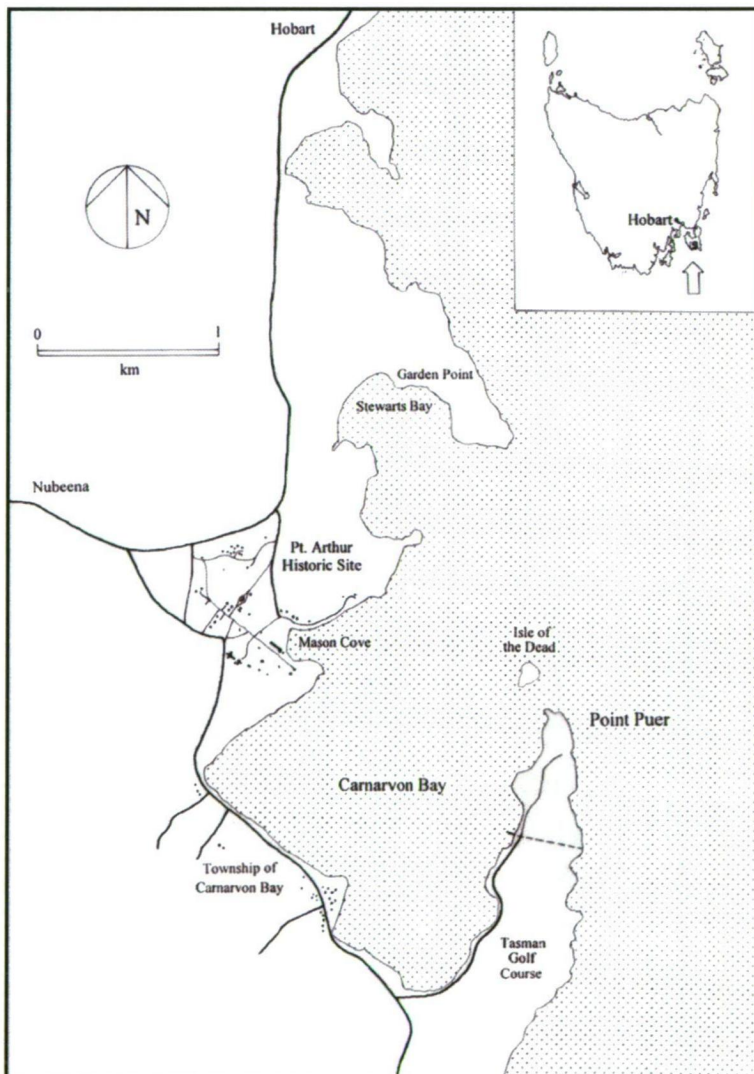 Hobart
Hobart
N
0 1
km
Garden Point
Stewarts Bay
Nubeena
Pt. Arthur
Historic Site
Mason Cove
Isle of
the Dead
Point Puer
Carnarvon Bay
Township of
Carnarvon Bay
Tasman
Golf
Course